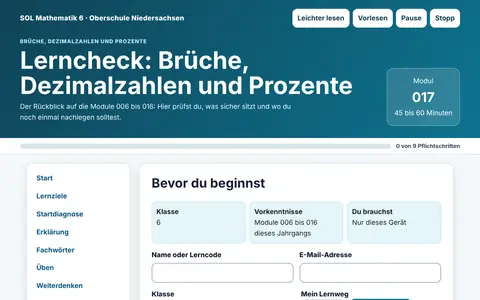 SOL Mathematik 6 · Oberschule Niedersachsen
Leichter lesen
Vorlesen
Pause
Stopp
BRÜCHE, DEZIMALZAHLEN UND PROZENTE
Lerncheck: Brüche,
Dezimalzahlen und Prozente
Der Rückblick auf die Module 006 bis 016: Hier prüfst du, was sicher sitzt und wo du
noch einmal nachlegen solltest.
Modul
017
45 bis 60 Minuten
0 von 9 Pflichtschritten
Start
Lernziele
Startdiagnose
Erklärung
Fachwörter
Üben
Weiterdenken
Bevor du beginnst
Klasse
6
Vorkenntnisse
Module 006 bis 016
dieses Jahrgangs
Du brauchst
Nur dieses Gerät
Name oder Lerncode
E-Mail-Adresse
Klasse
Mein Lernweg